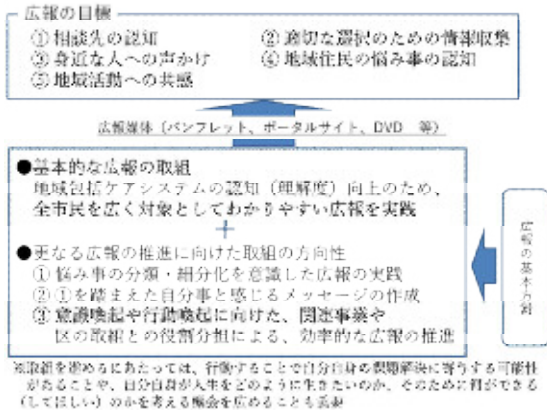 広報の目標
① 相談先の認知
② 適切な選択のための情報収集
③ 身近な人への声かけ
④ 地域住民の悩み事の認知
⑤ 地域活動への共感
広報媒体（パンフレット、ポータルサイト、DVD 等）
●基本的な広報の取組
地域包括ケアシステムの認知（理解度）向上のため、
全市民を広く対象としてわかりやすい広報を実践
＋
●更なる広報の推進に向けた取組の方向性
① 悩み事の分類・細分化を意識した広報の実践
② ①を踏まえた自分事と感じるメッセージの作成
③ 意識喚起や行動喚起に向けた、関連事業や
区の取組との役割分担による、効率的な広報の推進
広報の基本方針
※取組を進めるにあたっては、行動することで自分自身の課題解決に寄与する可能性
があることや、自分自身が人生をどのように生きたいのか、そのために何ができる
（してほしい）のかを考える機会を広めることも重要